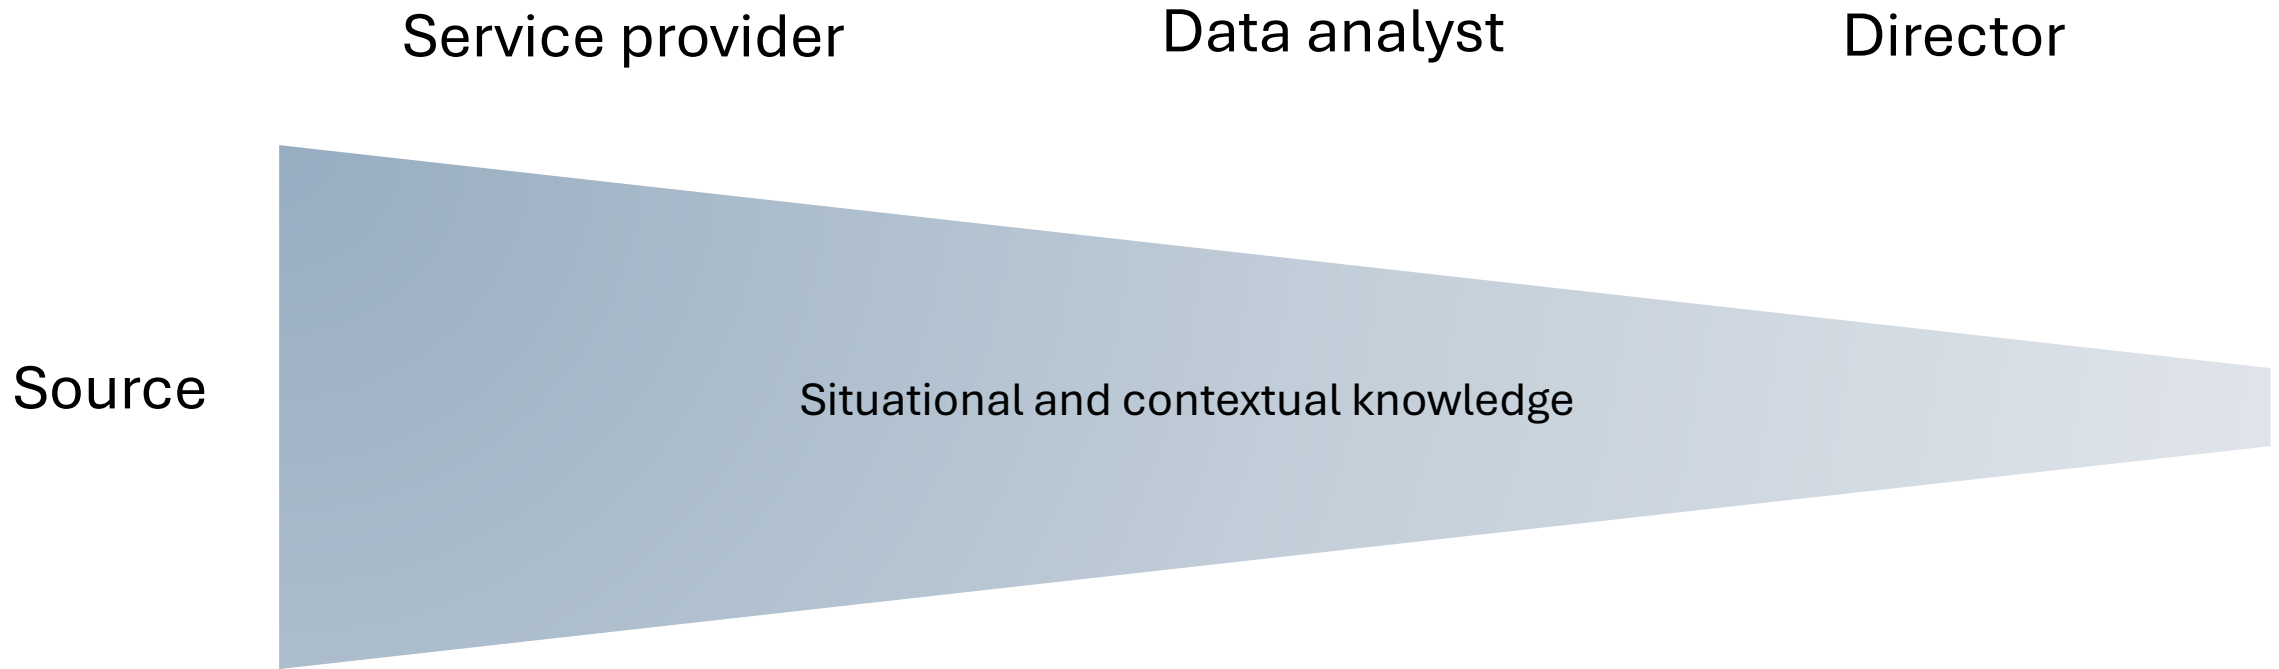 Service provider
Data analyst
Director
Source
Situational and contextual knowledge